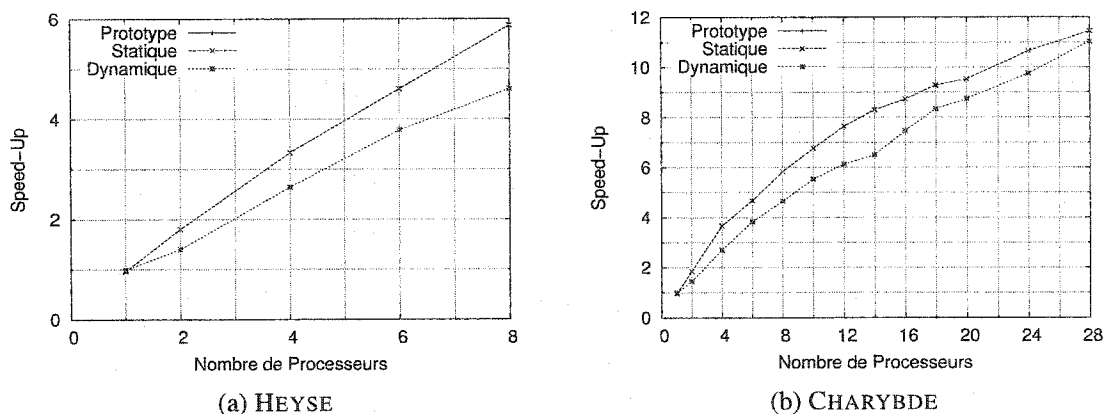 6
4
2
0
Speed-Up
Prototype
Statique
Dynamique
0 2 4 6 8
Nombre de Processeurs
(a) HEYSE
12
10
8
6
4
2
0
Speed-Up
Prototype
Statique
Dynamique
0 4 8 12 16 20 24 28
Nombre de Processeurs
(b) CHARYBDE